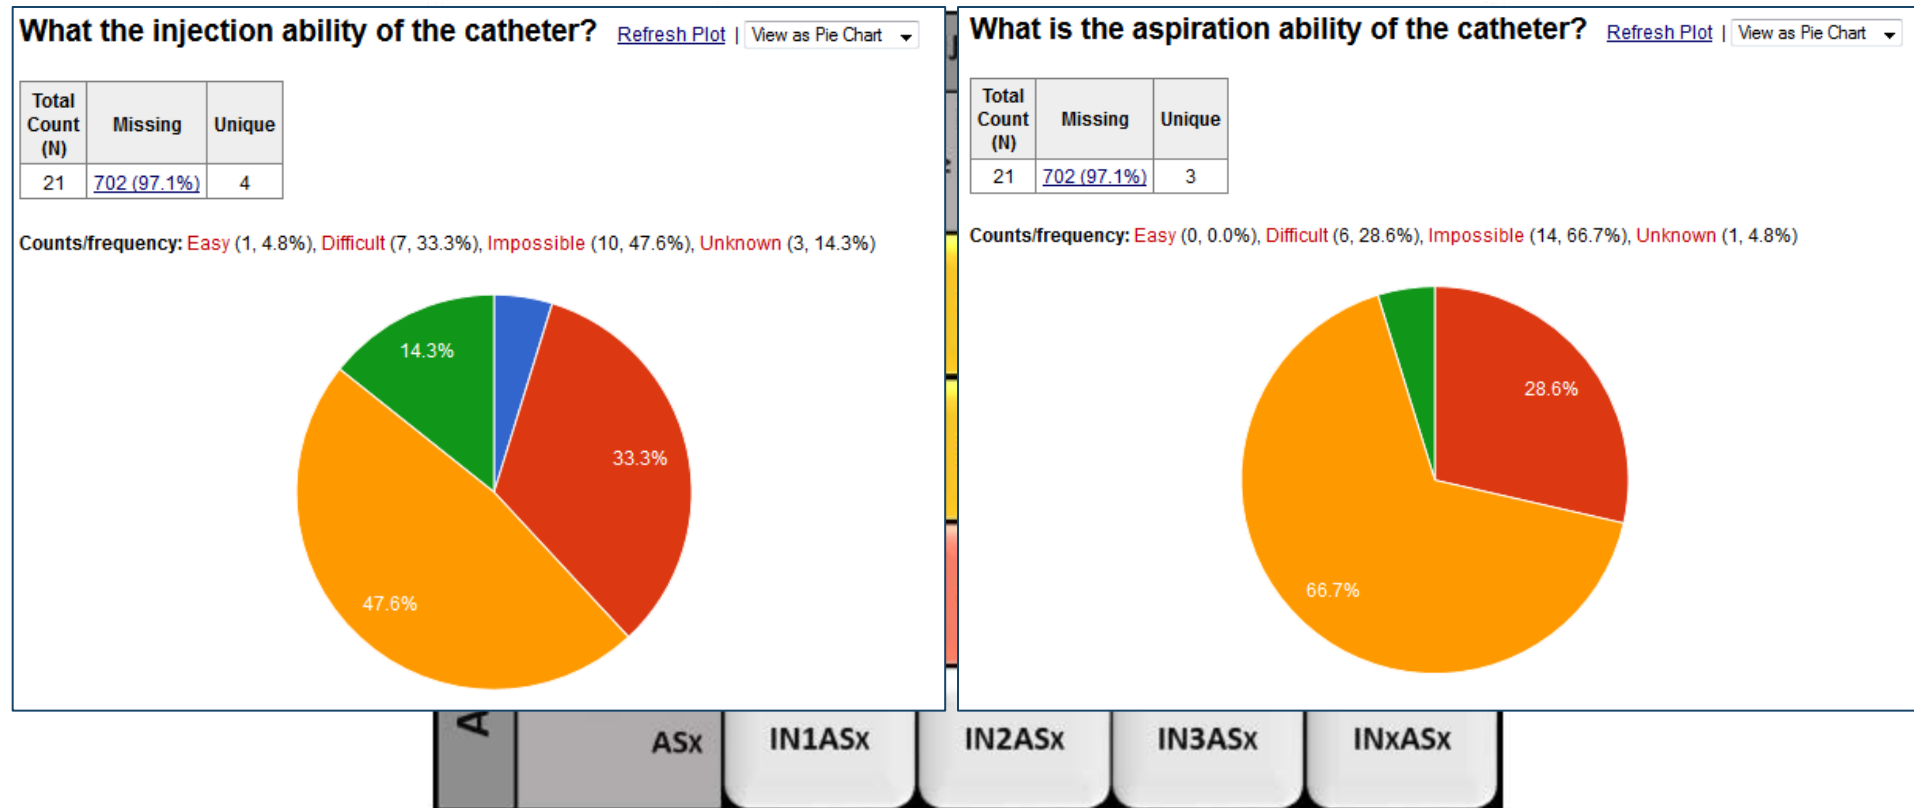 What the injection ability of the catheter? Refresh Plot | View as Pie Chart
Total Count (N) Missing Unique
21 702 (97.1%) 4
Counts/frequency: Easy (1, 4.8%), Difficult (7, 33.3%), Impossible (10, 47.6%), Unknown (3, 14.3%)
14.3%
33.3%
47.6%
What is the aspiration ability of the catheter? Refresh Plot | View as Pie Chart
Total Count (N) Missing Unique
21 702 (97.1%) 3
Counts/frequency: Easy (0, 0.0%), Difficult (6, 28.6%), Impossible (14, 66.7%), Unknown (1, 4.8%)
28.6%
66.7%
ASx IN1ASx IN2ASx IN3ASx INxASx